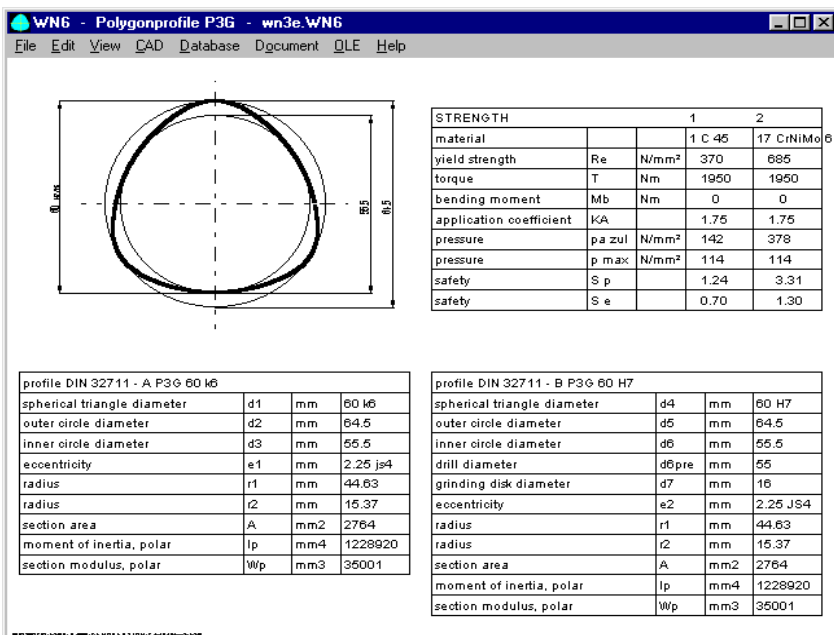 WN6 - Polygonprofile P3G - wn3e.WN6
File Edit View CAD Database Document OLE Help
55.5
64.5
STRENGTH 1 2
material 1 C 45 17 CrNiMo 6
yield strength Re N/mm² 370 685
torque T Nm 1950 1950
bending moment Mb Nm 0 0
application coefficient KA 1.75 1.75
pressure pa zul N/mm² 142 378
pressure p max N/mm² 114 114
safety S p 1.24 3.31
safety S e 0.70 1.30
profile DIN 32711 - A P3G 60 k6
spherical triangle diameter d1 mm 60 k6
outer circle diameter d2 mm 64.5
inner circle diameter d3 mm 55.5
eccentricity e1 mm 2.25 js4
radius r1 mm 44.63
radius r2 mm 15.37
section area A mm2 2764
moment of inertia, polar Ip mm4 1228920
section modulus, polar Wp mm3 35001
profile DIN 32711 - B P3G 60 H7
spherical triangle diameter d4 mm 60 H7
outer circle diameter d5 mm 64.5
inner circle diameter d6 mm 55.5
drill diameter d6pre mm 55
grinding disk diameter d7 mm 16
eccentricity e2 mm 2.25 JS4
radius r1 mm 44.63
radius r2 mm 15.37
section area A mm2 2764
moment of inertia, polar Ip mm4 1228920
section modulus, polar Wp mm3 35001